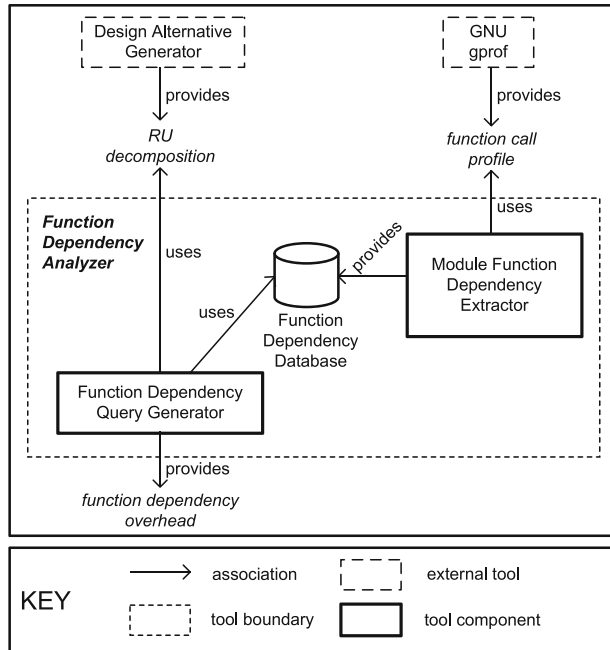 Design Alternative
Generator
GNU
gprof
provides
provides
RU
decomposition
function call
profile
Function
Dependency
Analyzer
uses
uses
provides
Module Function
Dependency
Extractor
uses
Function
Dependency
Database
Function Dependency
Query Generator
provides
function dependency
overhead
KEY
association
external tool
tool boundary
tool component